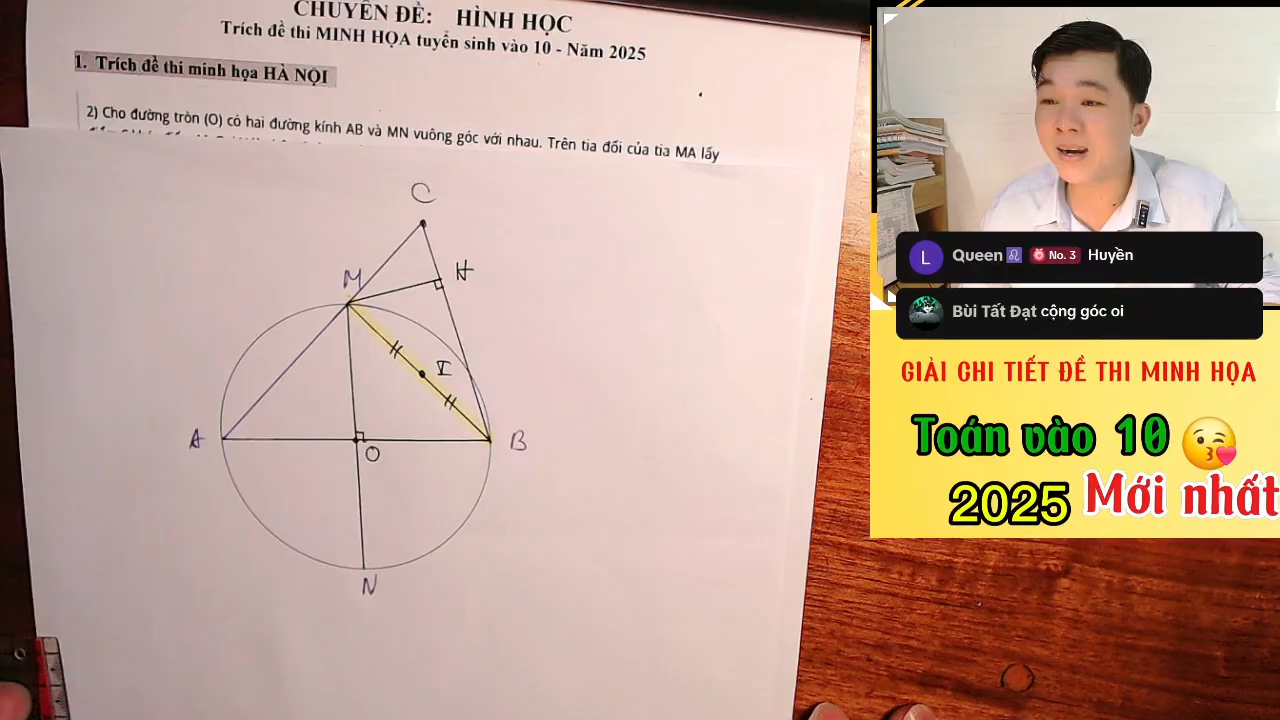 CHUYÊN ĐỀ: HÌNH HỌC
Trích đề thi MINH HỌA tuyển sinh vào 10 - Năm 2025
1. Trích đề thi minh họa HÀ NỘI
2) Cho đường tròn (O) có hai đường kính AB và MN vuông góc với nhau. Trên tia đối của tia MA lấy
C
M
H
I
A
O
B
N
L
Queen No. 3 Huyền
Bùi Tất Đạt cộng góc oi
GIẢI CHI TIẾT ĐỀ THI MINH HỌA
Toán vào 10
2025 Mới nhất